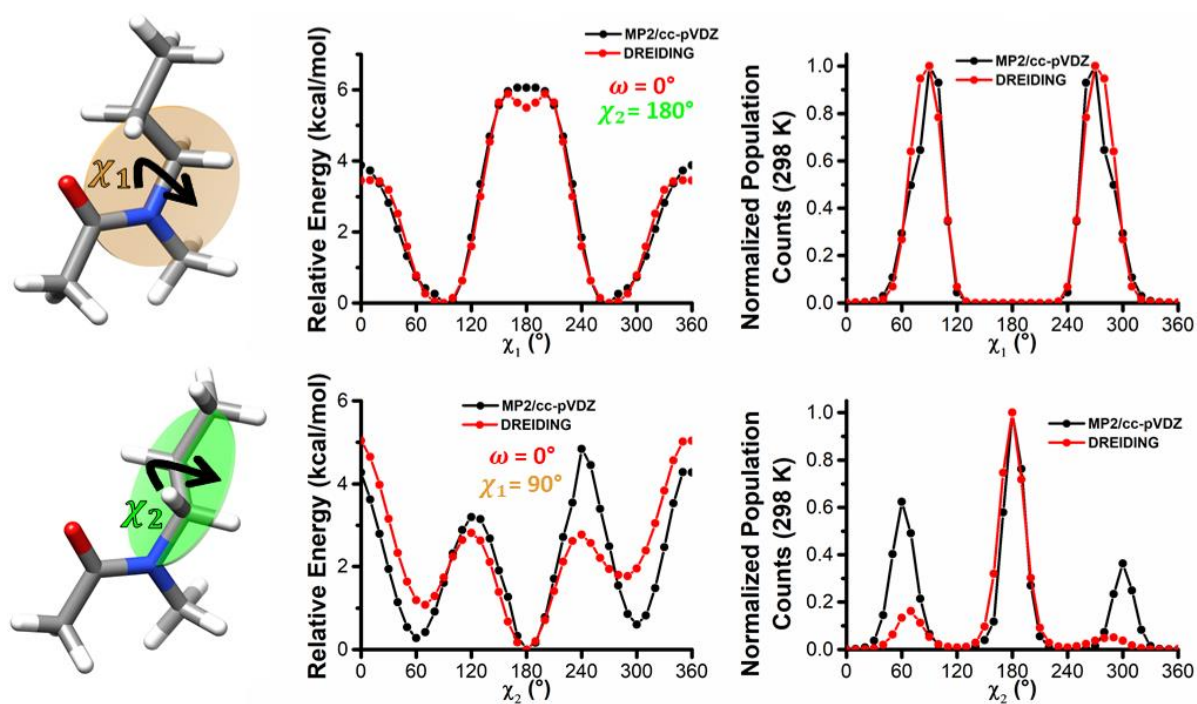 χ1
Relative Energy (kcal/mol)
6
4
2
0
MP2/cc-pVDZ
DREIDING
ω = 0°
χ2 = 180°
0 60 120 180 240 300 360
χ1 (°)
Normalized Population
Counts (298 K)
1.0
0.8
0.6
0.4
0.2
0.0
MP2/cc-pVDZ
DREIDING
0 60 120 180 240 300 360
χ1 (°)
χ2
Relative Energy (kcal/mol)
6
4
2
0
MP2/cc-pVDZ
DREIDING
ω = 0°
χ1 = 90°
0 60 120 180 240 300 360
χ2 (°)
Normalized Population
Counts (298 K)
1.0
0.8
0.6
0.4
0.2
0.0
MP2/cc-pVDZ
DREIDING
0 60 120 180 240 300 360
χ2 (°)